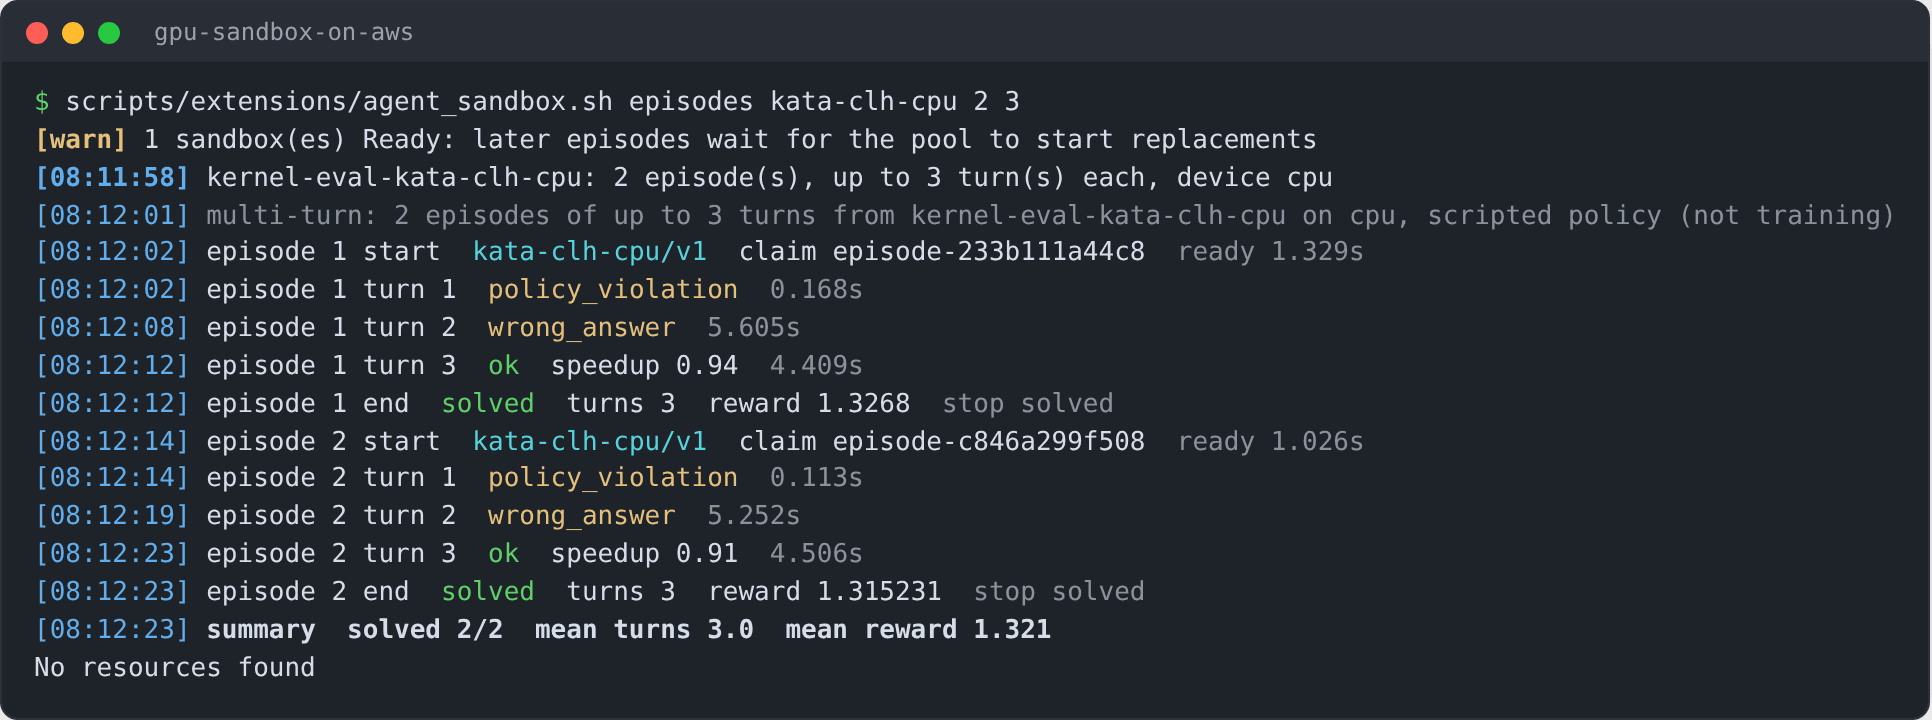 gpu-sandbox-on-aws
$ scripts/extensions/agent_sandbox.sh episodes kata-clh-cpu 2 3
[warn] 1 sandbox(es) Ready: later episodes wait for the pool to start replacements
[08:11:58] kernel-eval-kata-clh-cpu: 2 episode(s), up to 3 turn(s) each, device cpu
[08:12:01] multi-turn: 2 episodes of up to 3 turns from kernel-eval-kata-clh-cpu on cpu, scripted policy (not training)
[08:12:02] episode 1 start  kata-clh-cpu/v1  claim episode-233b111a44c8  ready 1.329s
[08:12:02] episode 1 turn 1  policy_violation  0.168s
[08:12:08] episode 1 turn 2  wrong_answer  5.605s
[08:12:12] episode 1 turn 3  ok  speedup 0.94  4.409s
[08:12:12] episode 1 end  solved  turns 3  reward 1.3268  stop solved
[08:12:14] episode 2 start  kata-clh-cpu/v1  claim episode-c846a299f508  ready 1.026s
[08:12:14] episode 2 turn 1  policy_violation  0.113s
[08:12:19] episode 2 turn 2  wrong_answer  5.252s
[08:12:23] episode 2 turn 3  ok  speedup 0.91  4.506s
[08:12:23] episode 2 end  solved  turns 3  reward 1.315231  stop solved
[08:12:23] summary  solved 2/2  mean turns 3.0  mean reward 1.321
No resources found